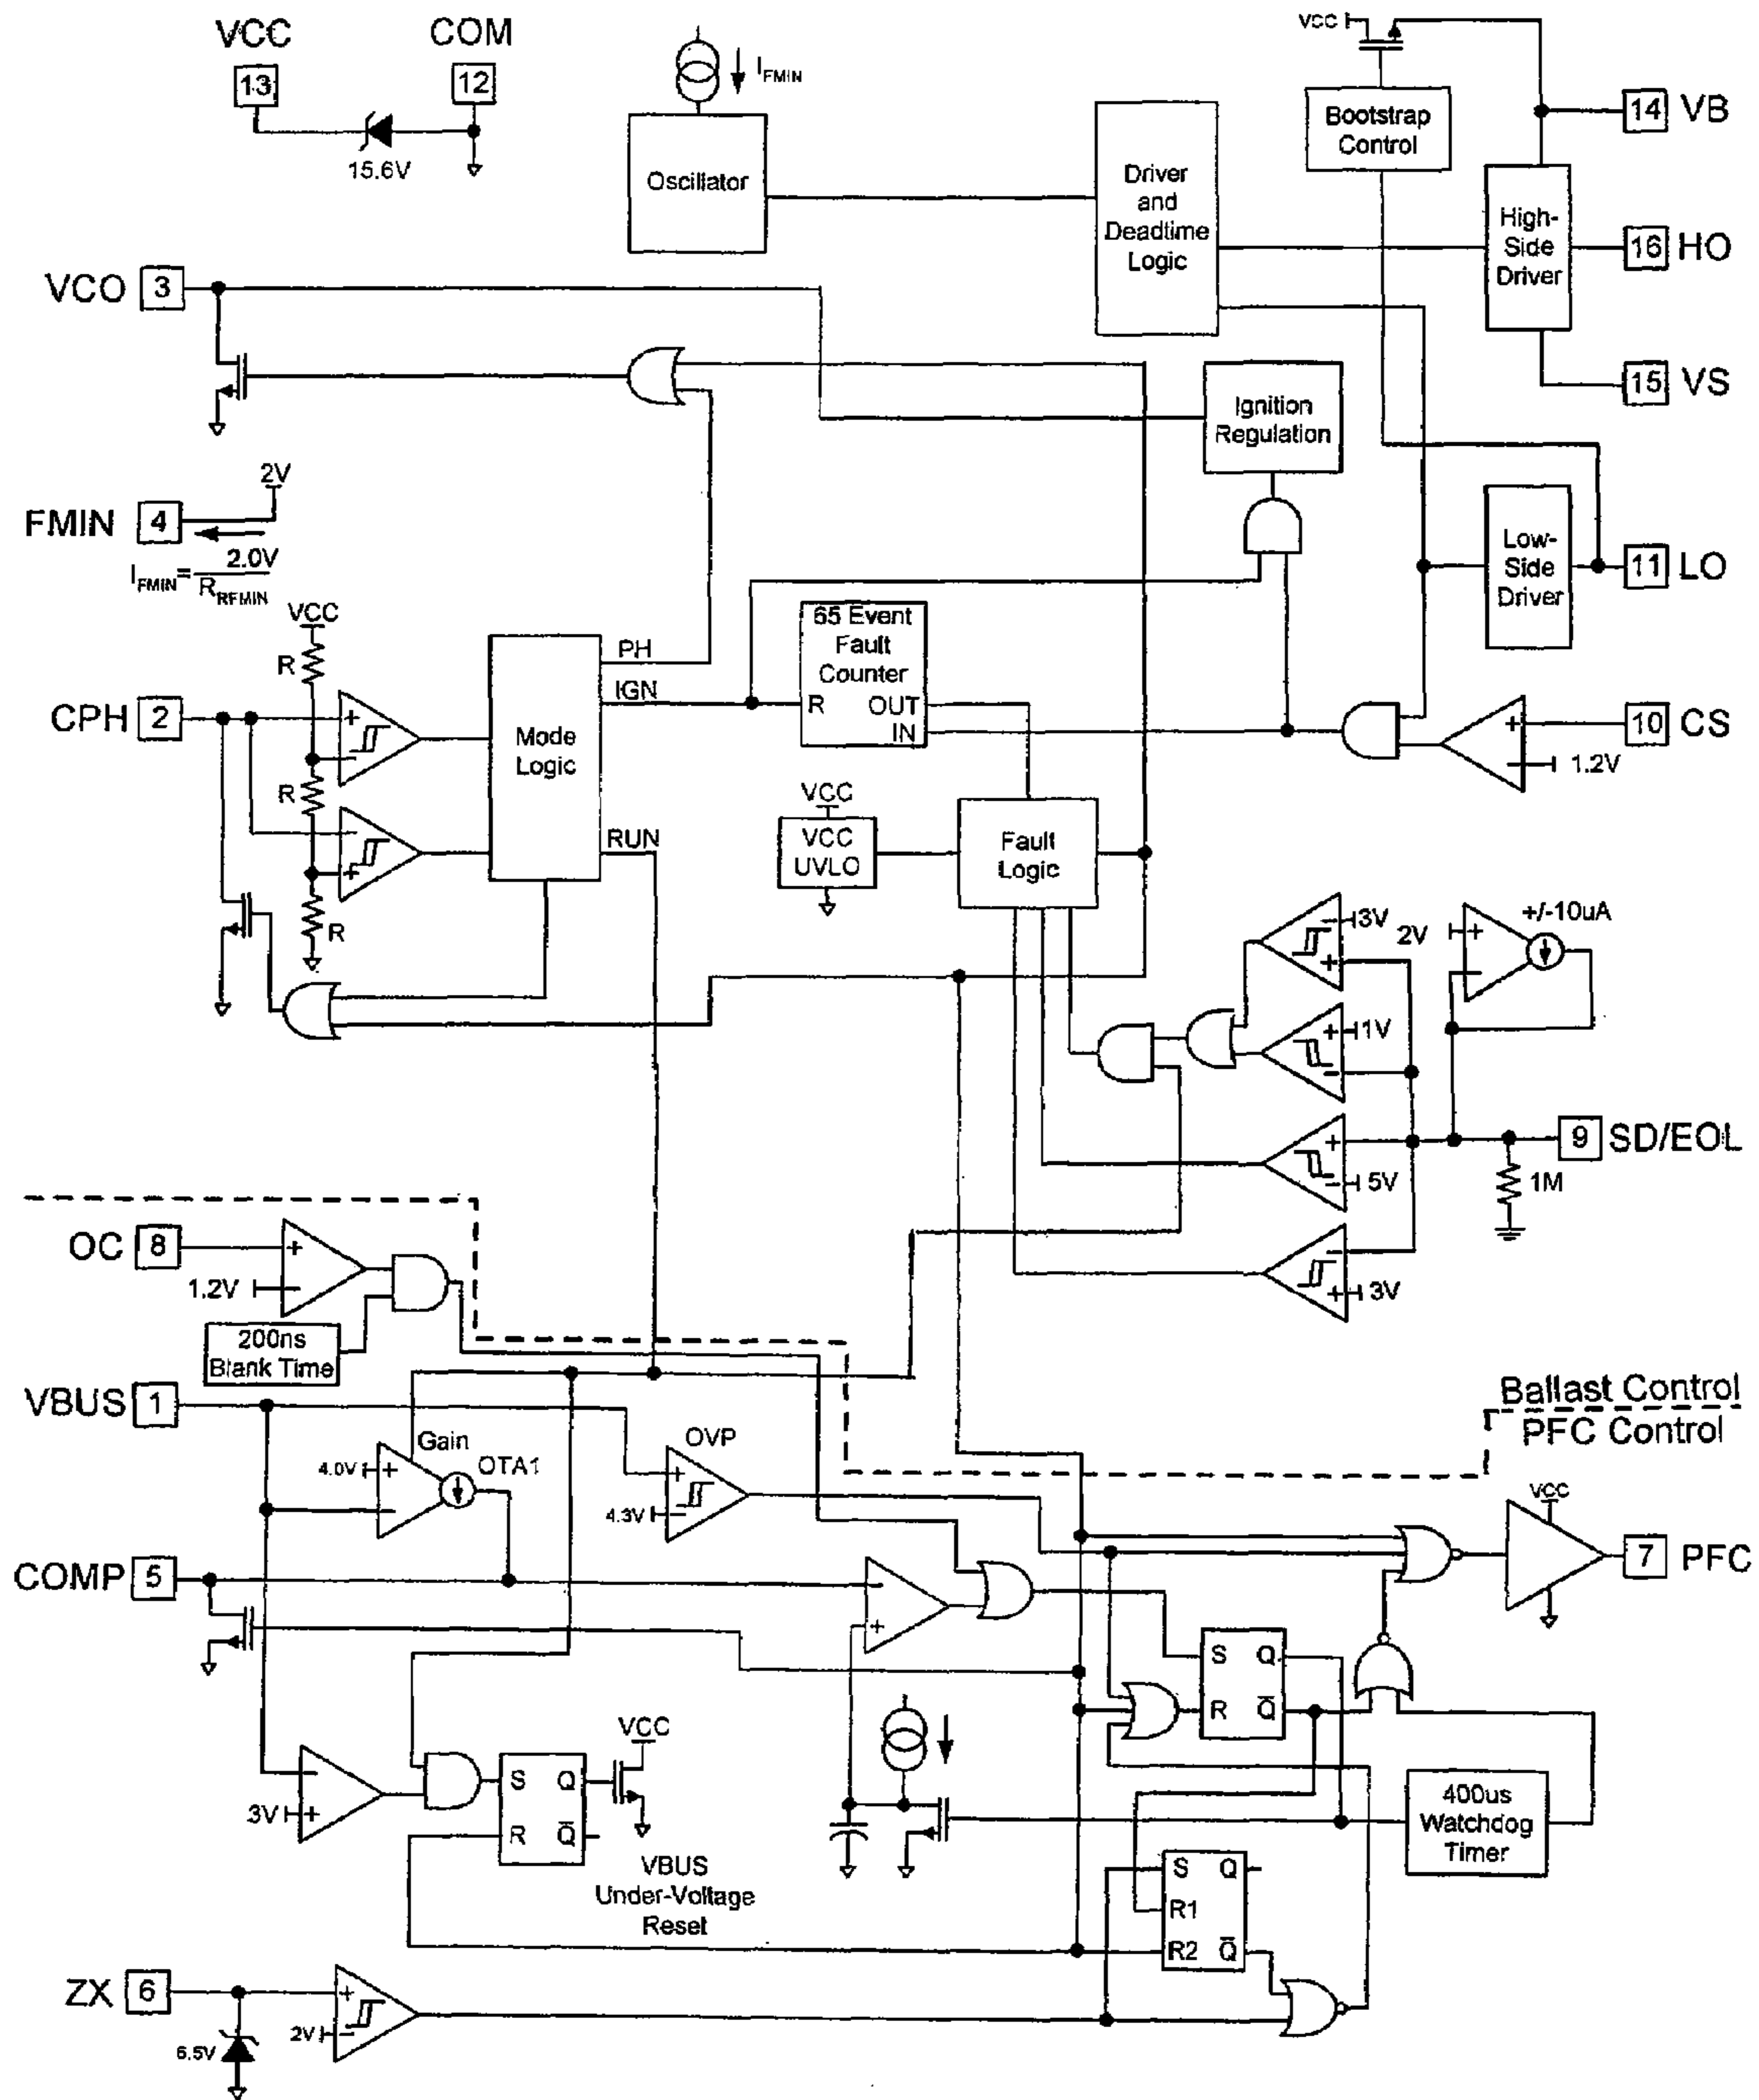 VCC
COM
13
12
15.6V
I_FMIN
Oscillator
Driver
and
Deadtime
Logic
VCC
Bootstrap
Control
14 VB
High-
Side
Driver
16 HO
15 VS
VCO 3
Ignition
Regulation
FMIN 4
2V
I_FMIN = 2.0V / R_RFMIN
Low-
Side
Driver
11 LO
VCC
R
R
R
CPH 2
+
−
−
+
Mode
Logic
PH
IGN
RUN
65 Event
Fault
Counter
R OUT
IN
10 CS
+
−
1.2V
VCC
VCC
UVLO
Fault
Logic
− 3V
+
2V +
−
+/-10uA
+ 1V
−
+
− 5V
−
+ 3V
9 SD/EOL
1M
OC 8
+
1.2V −
200ns
Blank Time
VBUS 1
Gain
4.0V +
−
OTA1
OVP
+
4.3V −
Ballast Control
PFC Control
VCC
7 PFC
COMP 5
−
+
S Q
R Q̅
−
3V +
S Q
R Q̅
VCC
VBUS
Under-Voltage
Reset
400us
Watchdog
Timer
S Q
R1
R2 Q̅
ZX 6
+
2V −
6.5V